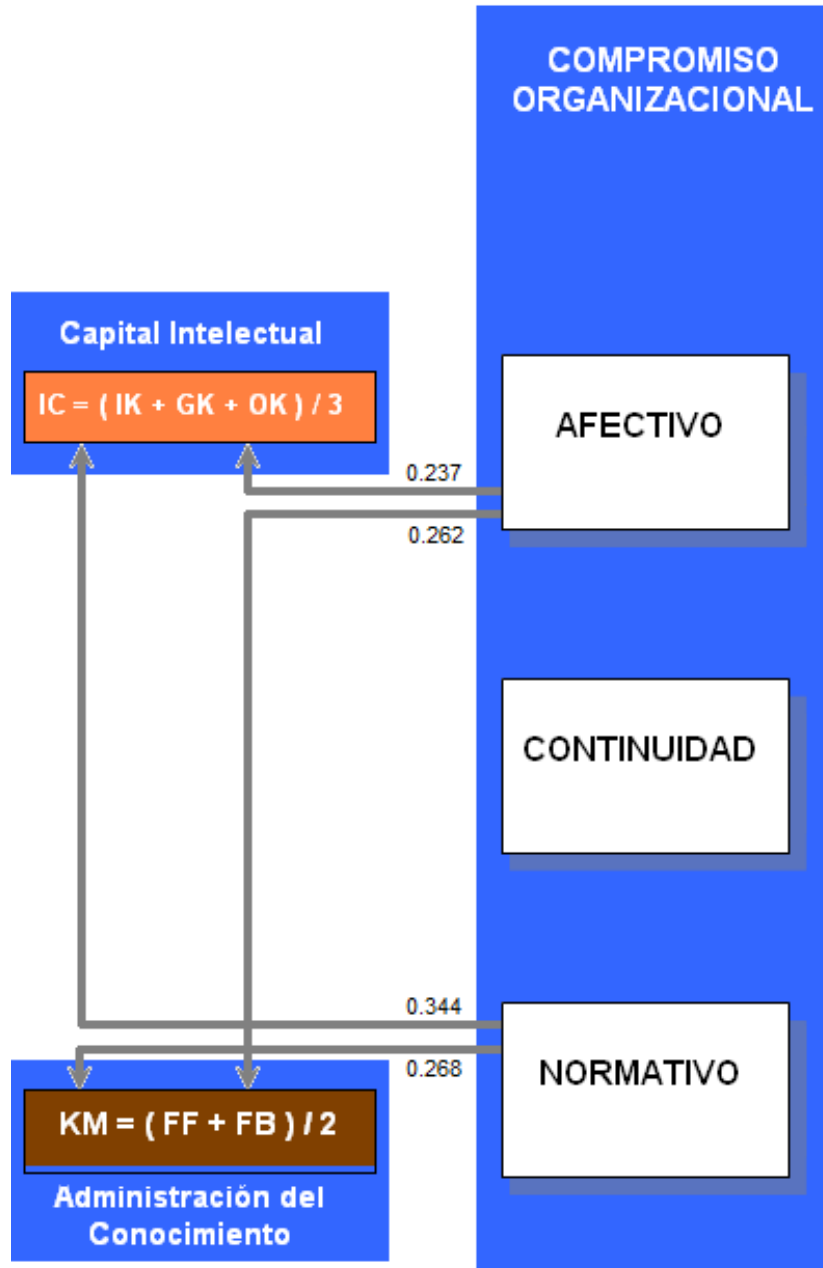 COMPROMISO
ORGANIZACIONAL
Capital Intelectual
IC = ( IK + GK + OK ) / 3
AFECTIVO
0.237
0.262
CONTINUIDAD
0.344
0.268
NORMATIVO
KM = ( FF + FB ) / 2
Administración del
Conocimiento